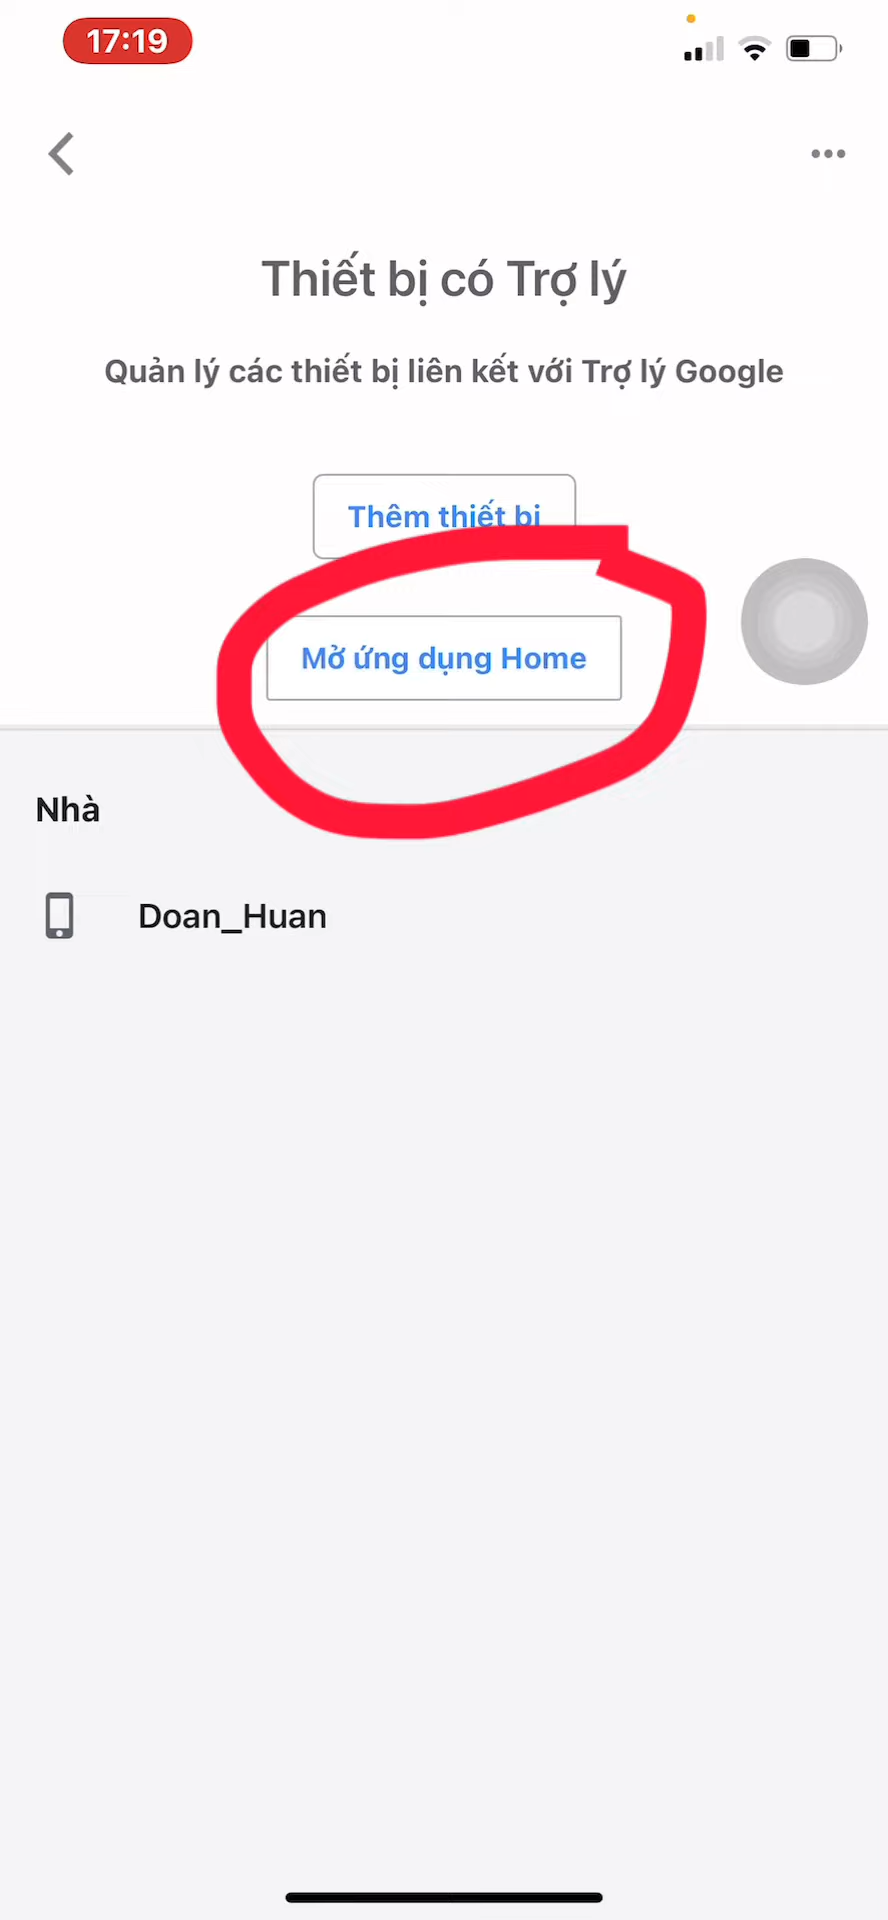 17:19
Thiết bị có Trợ lý
Quản lý các thiết bị liên kết với Trợ lý Google
Thêm thiết bị
Mở ứng dụng Home
Nhà
Doan_Huan